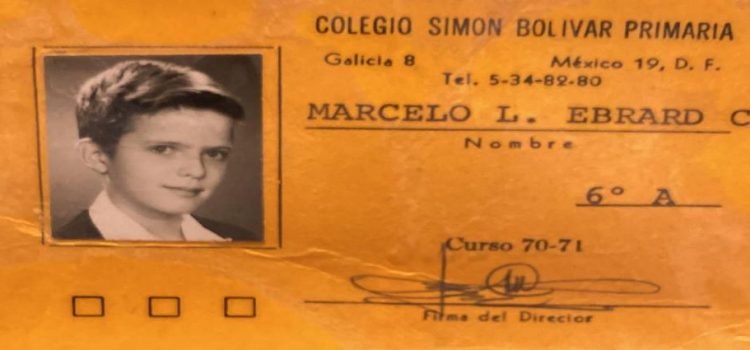 COLEGIO SIMON BOLIVAR PRIMARIA
Galicia 8 México 19, D. F.
Tel. 5-34-82-80
MARCELO L. EBRARD C
Nombre
6° A
Curso 70-71
Firma del Director